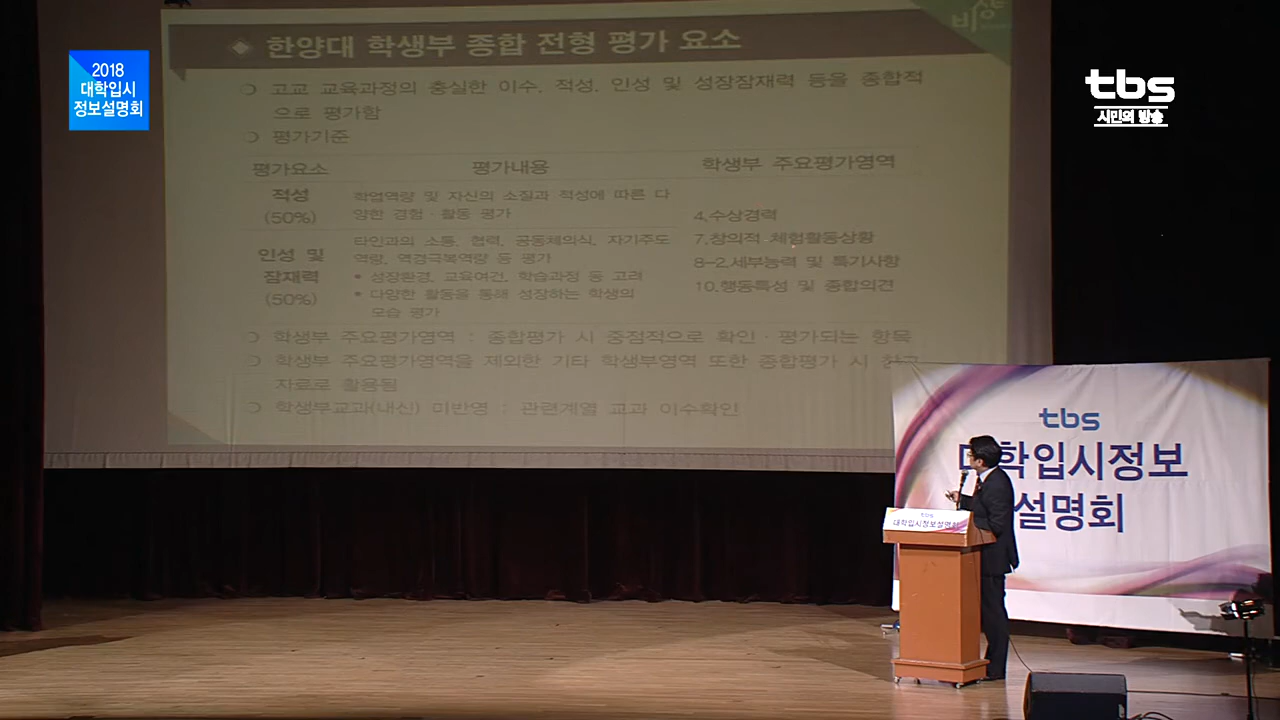 2018
대학입시
정보설명회
비상
tbs
시민의 방송
한양대 학생부 종합 전형 평가 요소
고교 교육과정의 충실한 이수, 적성, 인성 및 성장잠재력 등을 종합적
으로 평가함
평가기준
평가요소 평가내용 학생부 주요평가영역
적성
(50%)
학업역량 및 자신의 소질과 적성에 따른 다
양한 경험·활동 평가
인성 및
잠재력
(50%)
타인과의 소통, 협력, 공동체의식, 자기주도
역량, 역경극복역량 등 평가
• 성장환경, 교육여건, 학습과정 등 고려
• 다양한 활동을 통해 성장하는 학생의
모습 평가
4.수상경력
7.창의적 체험활동상황
8-2.세부능력 및 특기사항
10.행동특성 및 종합의견
학생부 주요평가영역 : 종합평가 시 중점적으로 확인·평가되는 항목
학생부 주요평가영역을 제외한 기타 학생부영역 또한 종합평가 시 참고
자료로 활용됨
학생부교과(내신) 미반영 : 관련계열 교과 이수확인
tbs
대학입시정보
설명회
tbs
대학입시정보설명회